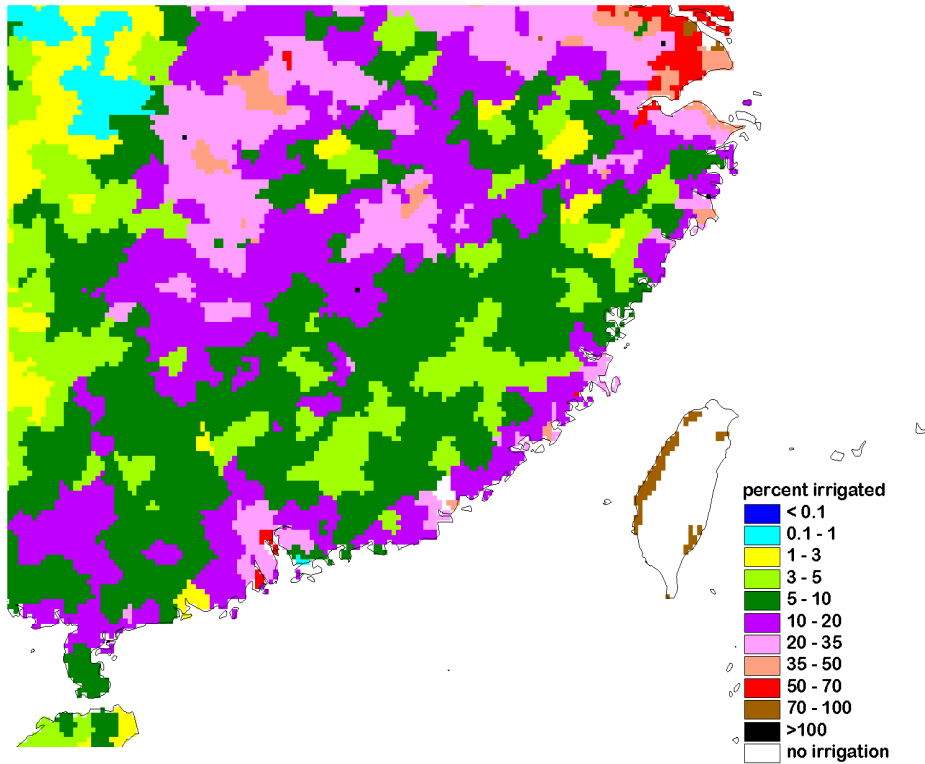 percent irrigated
< 0.1
0.1 - 1
1 - 3
3 - 5
5 - 10
10 - 20
20 - 35
35 - 50
50 - 70
70 - 100
>100
no irrigation